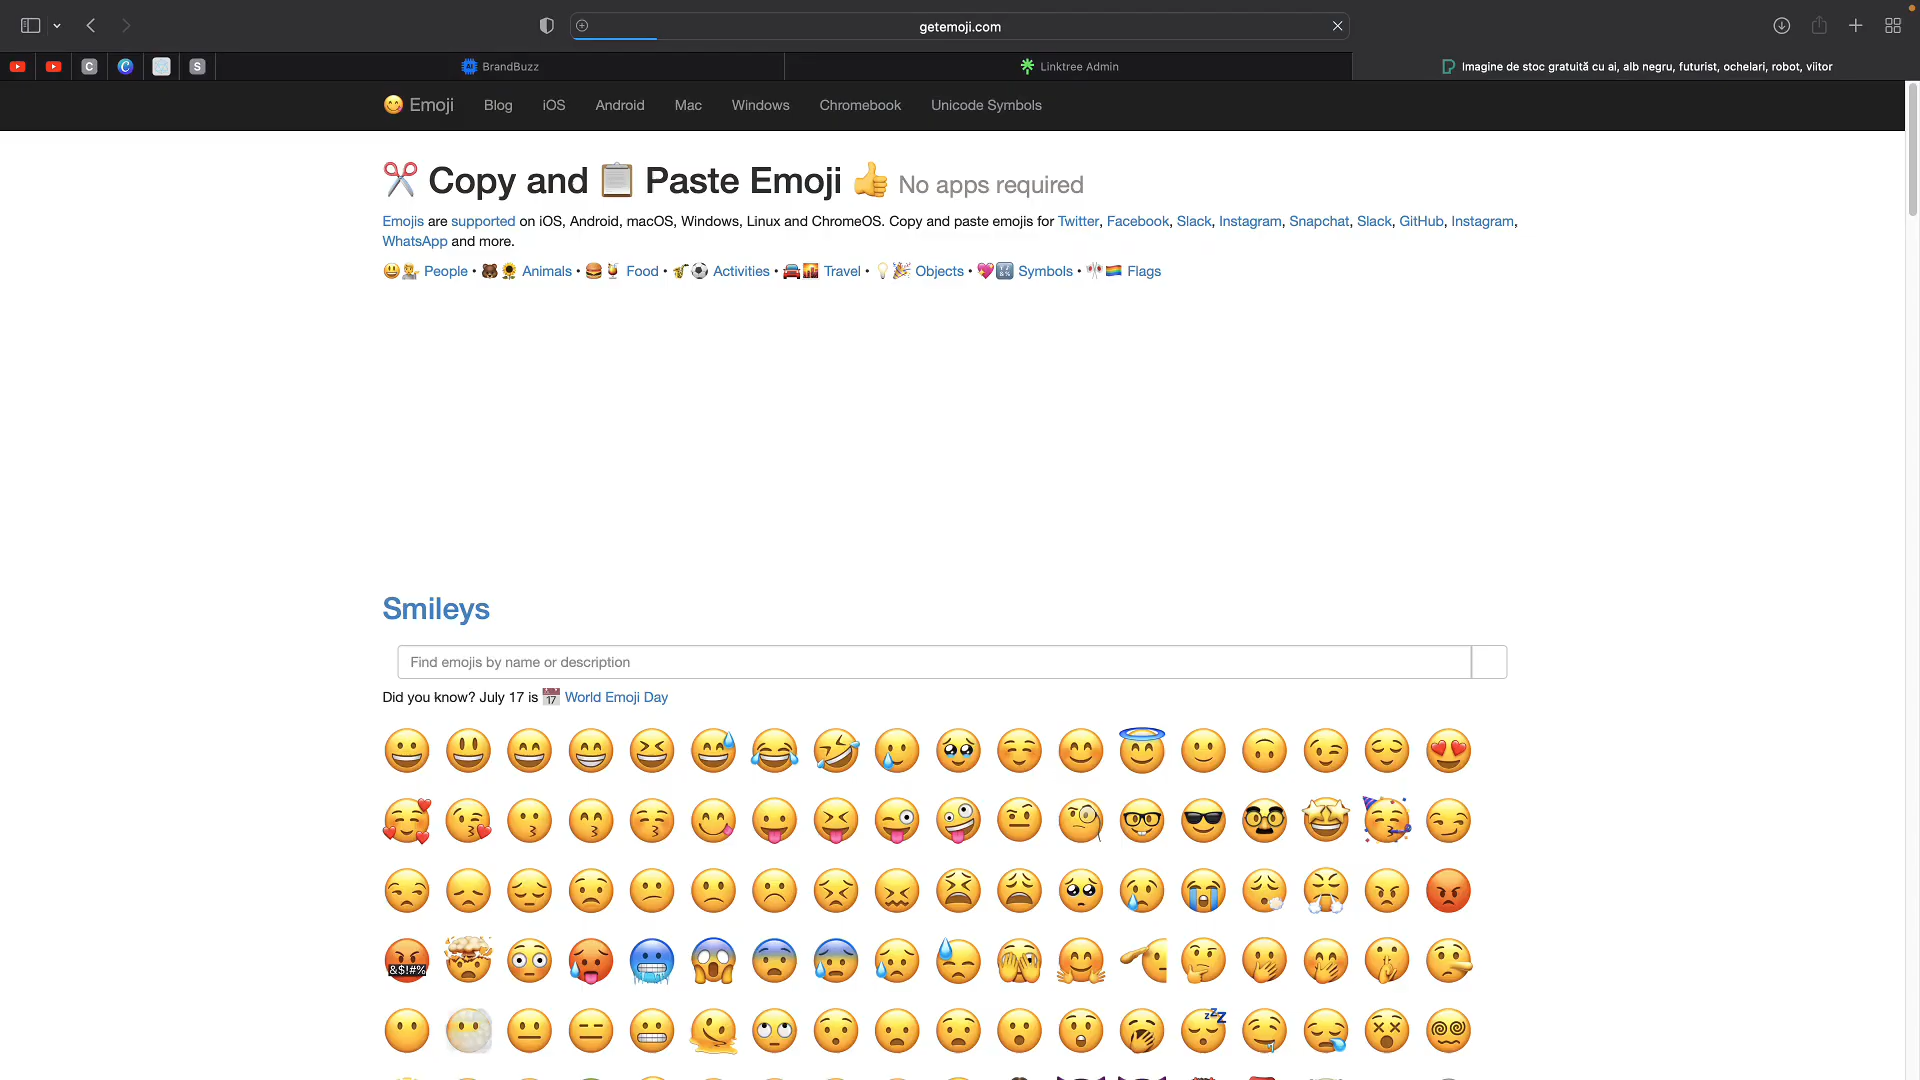 getemoji.com
C
S
BrandBuzz
Linktree Admin
Imagine de stoc gratuită cu ai, alb negru, futurist, ochelari, robot, viitor
Emoji
Blog
iOS
Android
Mac
Windows
Chromebook
Unicode Symbols
✂️ Copy and 📋 Paste Emoji 👍 No apps required
Emojis are supported on iOS, Android, macOS, Windows, Linux and ChromeOS. Copy and paste emojis for Twitter, Facebook, Slack, Instagram, Snapchat, Slack, GitHub, Instagram,
WhatsApp and more.
People • Animals • Food • Activities • Travel • Objects • Symbols • Flags
Smileys
Find emojis by name or description
Did you know? July 17 is 📅 World Emoji Day